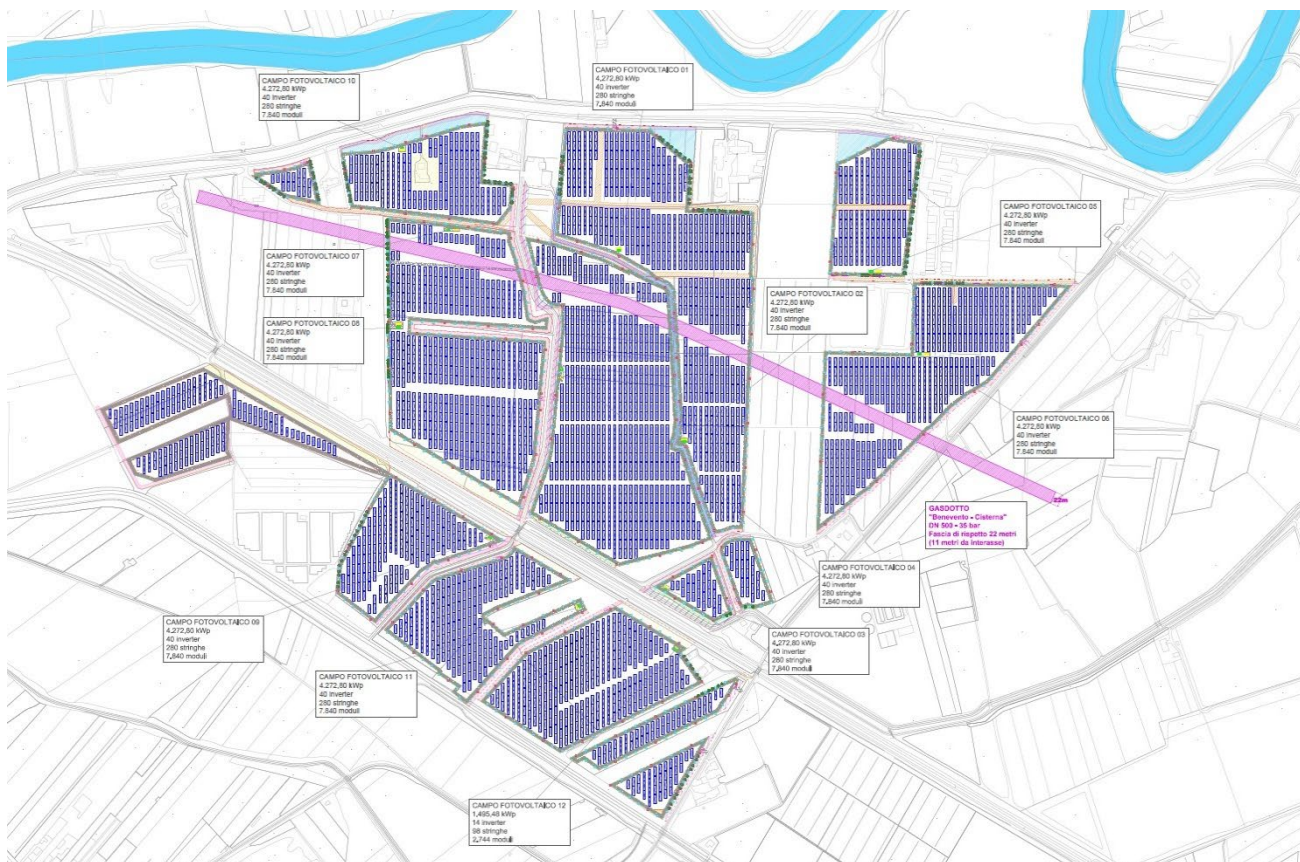 CAMPO FOTOVOLTAICO 01
4.272,80 kWp
40 inverter
280 stringhe
7.840 moduli
CAMPO FOTOVOLTAICO 10
4.272,80 kWp
40 inverter
280 stringhe
7.840 moduli
CAMPO FOTOVOLTAICO 05
4.272,80 kWp
40 inverter
280 stringhe
7.840 moduli
CAMPO FOTOVOLTAICO 07
4.272,80 kWp
40 inverter
280 stringhe
7.840 moduli
CAMPO FOTOVOLTAICO 02
4.272,80 kWp
40 inverter
280 stringhe
7.840 moduli
CAMPO FOTOVOLTAICO 08
4.272,80 kWp
40 inverter
280 stringhe
7.840 moduli
CAMPO FOTOVOLTAICO 06
4.272,80 kWp
40 inverter
280 stringhe
7.840 moduli
22m
GASDOTTO
"Benevento - Cisterna"
DN 500 - 35 bar
Fascia di rispetto 22 metri
(11 metri da interasse)
CAMPO FOTOVOLTAICO 04
4.272,80 kWp
40 inverter
280 stringhe
7.840 moduli
CAMPO FOTOVOLTAICO 09
4.272,80 kWp
40 inverter
280 stringhe
7.840 moduli
CAMPO FOTOVOLTAICO 03
4.272,80 kWp
40 inverter
280 stringhe
7.840 moduli
CAMPO FOTOVOLTAICO 11
4.272,80 kWp
40 inverter
280 stringhe
7.840 moduli
CAMPO FOTOVOLTAICO 12
1.495,48 kWp
14 inverter
98 stringhe
2.744 moduli